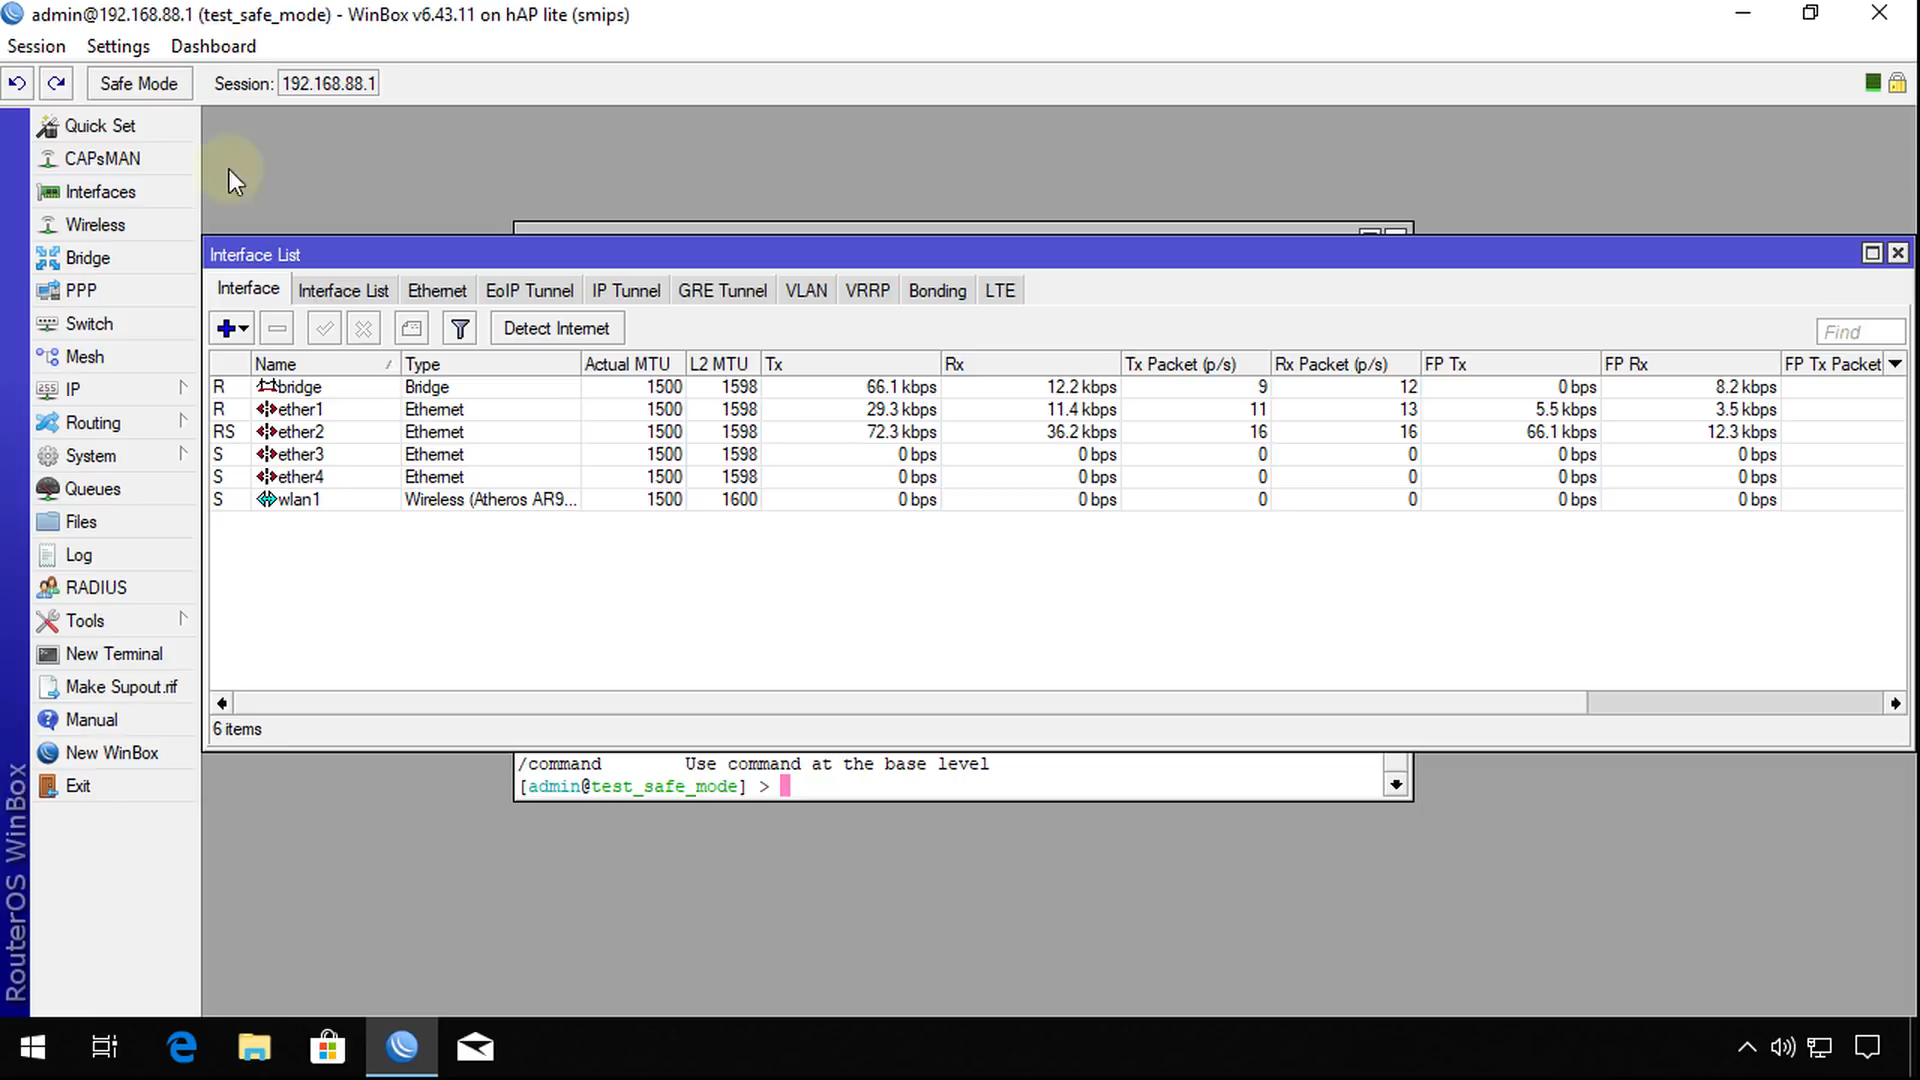 admin@192.168.88.1 (test_safe_mode) - WinBox v6.43.11 on hAP lite (smips)
Session Settings Dashboard
Safe Mode Session: 192.168.88.1
Quick Set
CAPsMAN
Interfaces
Wireless
Bridge
PPP
Switch
Mesh
IP
Routing
System
Queues
Files
Log
RADIUS
Tools
New Terminal
Make Supout.rif
Manual
New WinBox
Exit
RouterOS WinBox
Interface List
Interface Interface List Ethernet EoIP Tunnel IP Tunnel GRE Tunnel VLAN VRRP Bonding LTE
Detect Internet Find
Name Type Actual MTU L2 MTU Tx Rx Tx Packet (p/s) Rx Packet (p/s) FP Tx FP Rx FP Tx Packet
R bridge Bridge 1500 1598 66.1 kbps 12.2 kbps 9 12 0 bps 8.2 kbps
R ether1 Ethernet 1500 1598 29.3 kbps 11.4 kbps 11 13 5.5 kbps 3.5 kbps
RS ether2 Ethernet 1500 1598 72.3 kbps 36.2 kbps 16 16 66.1 kbps 12.3 kbps
S ether3 Ethernet 1500 1598 0 bps 0 bps 0 0 0 bps 0 bps
S ether4 Ethernet 1500 1598 0 bps 0 bps 0 0 0 bps 0 bps
S wlan1 Wireless (Atheros AR9... 1500 1600 0 bps 0 bps 0 0 0 bps 0 bps
6 items
/command Use command at the base level
[admin@test_safe_mode] >